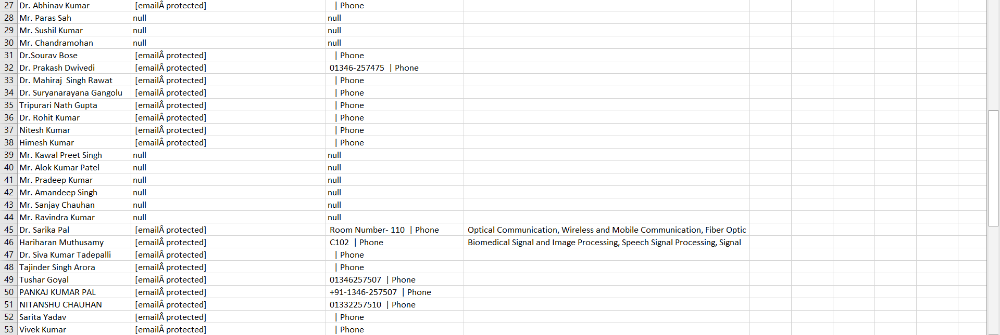 27 Dr. Abhinav Kumar [emailÂ protected] | Phone
28 Mr. Paras Sah null null
29 Mr. Sushil Kumar null null
30 Mr. Chandramohan null null
31 Dr.Sourav Bose [emailÂ protected] | Phone
32 Dr. Prakash Dwivedi [emailÂ protected] 01346-257475 | Phone
33 Dr. Mahiraj  Singh Rawat [emailÂ protected] | Phone
34 Dr. Suryanarayana Gangolu [emailÂ protected] | Phone
35 Tripurari Nath Gupta [emailÂ protected] | Phone
36 Dr. Rohit Kumar [emailÂ protected] | Phone
37 Nitesh Kumar [emailÂ protected] | Phone
38 Himesh Kumar [emailÂ protected] | Phone
39 Mr. Kawal Preet Singh null null
40 Mr. Alok Kumar Patel null null
41 Mr. Pradeep Kumar null null
42 Mr. Amandeep Singh null null
43 Mr. Sanjay Chauhan null null
44 Mr. Ravindra Kumar null null
45 Dr. Sarika Pal [emailÂ protected] Room Number- 110 | Phone Optical Communication, Wireless and Mobile Communication, Fiber Optic
46 Hariharan Muthusamy [emailÂ protected] C102 | Phone Biomedical Signal and Image Processing, Speech Signal Processing, Signal
47 Dr. Siva Kumar Tadepalli [emailÂ protected] | Phone
48 Tajinder Singh Arora [emailÂ protected] | Phone
49 Tushar Goyal [emailÂ protected] 01346257507 | Phone
50 PANKAJ KUMAR PAL [emailÂ protected] +91-1346-257507 | Phone
51 NITANSHU CHAUHAN [emailÂ protected] 01332257510 | Phone
52 Sarita Yadav [emailÂ protected] | Phone
53 Vivek Kumar [emailÂ protected] | Phone